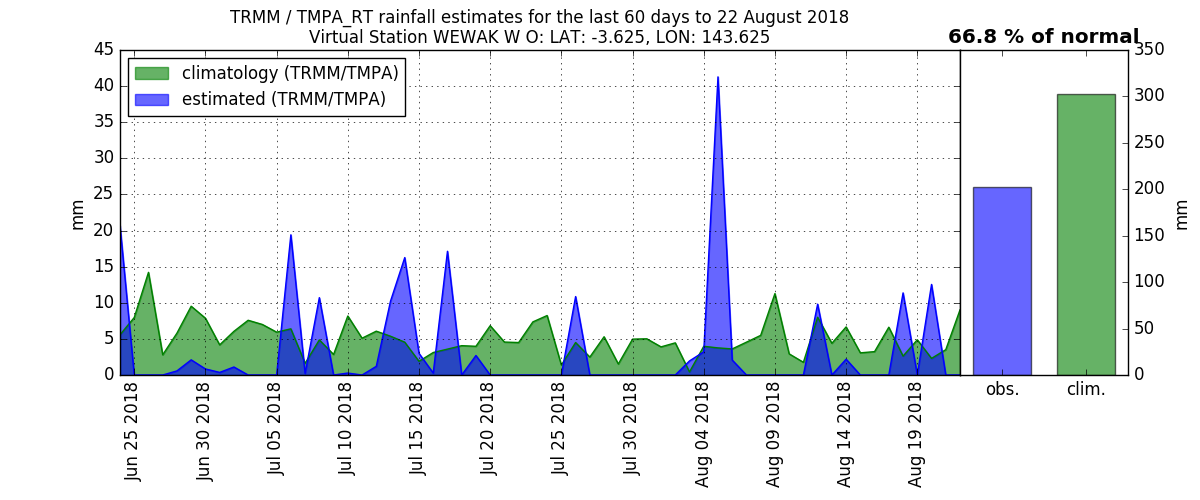 TRMM / TMPA_RT rainfall estimates for the last 60 days to 22 August 2018
Virtual Station WEWAK W O: LAT: -3.625, LON: 143.625
66.8 % of normal
climatology (TRMM/TMPA)
estimated (TRMM/TMPA)
45
40
35
30
25
20
15
10
5
0
mm
Jun 25 2018
Jun 30 2018
Jul 05 2018
Jul 10 2018
Jul 15 2018
Jul 20 2018
Jul 25 2018
Jul 30 2018
Aug 04 2018
Aug 09 2018
Aug 14 2018
Aug 19 2018
obs.
clim.
350
300
250
200
150
100
50
0
mm